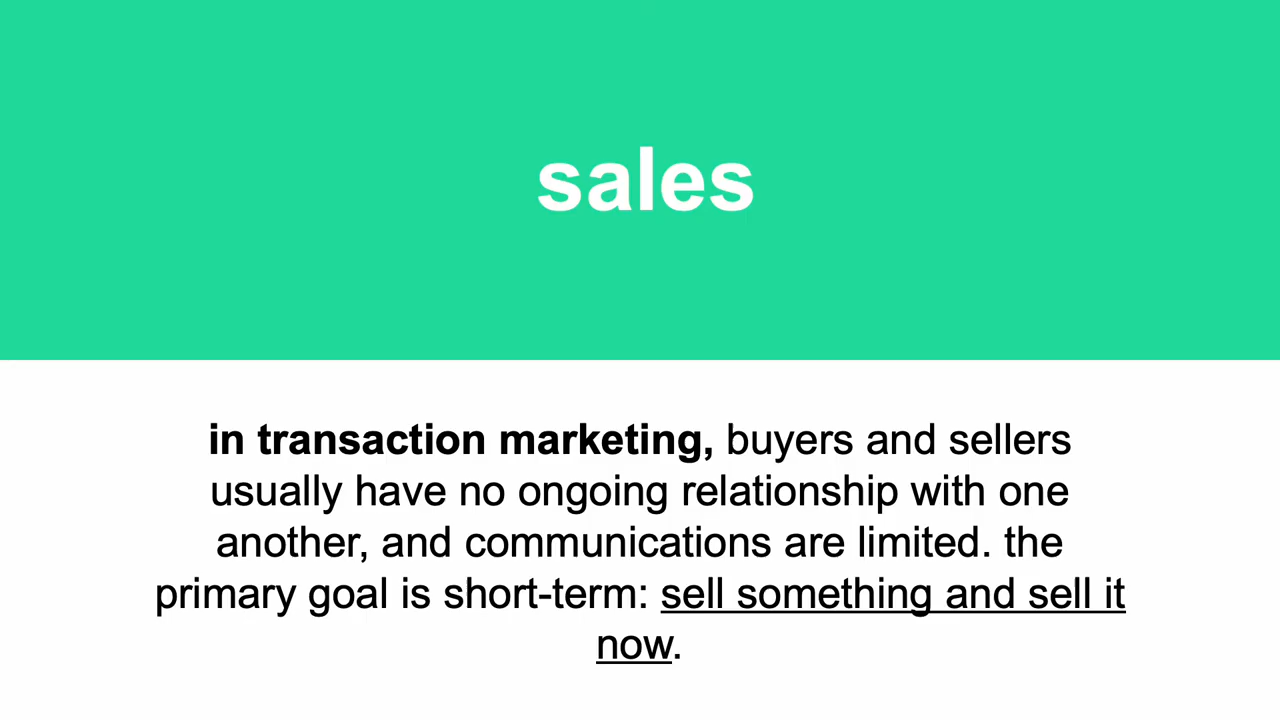 sales
in transaction marketing, buyers and sellers
usually have no ongoing relationship with one
another, and communications are limited. the
primary goal is short-term: sell something and sell it
now.